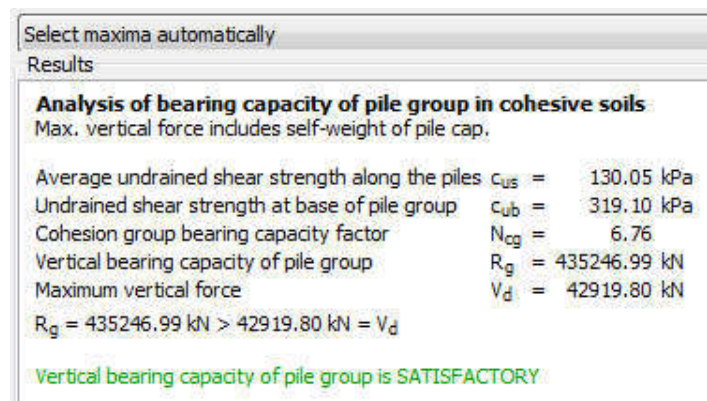 Select maxima automatically
Results
Analysis of bearing capacity of pile group in cohesive soils
Max. vertical force includes self-weight of pile cap.
Average undrained shear strength along the piles cus = 130.05 kPa
Undrained shear strength at base of pile group cub = 319.10 kPa
Cohesion group bearing capacity factor Ncg = 6.76
Vertical bearing capacity of pile group Rg = 435246.99 kN
Maximum vertical force Vd = 42919.80 kN
Rg = 435246.99 kN > 42919.80 kN = Vd
Vertical bearing capacity of pile group is SATISFACTORY